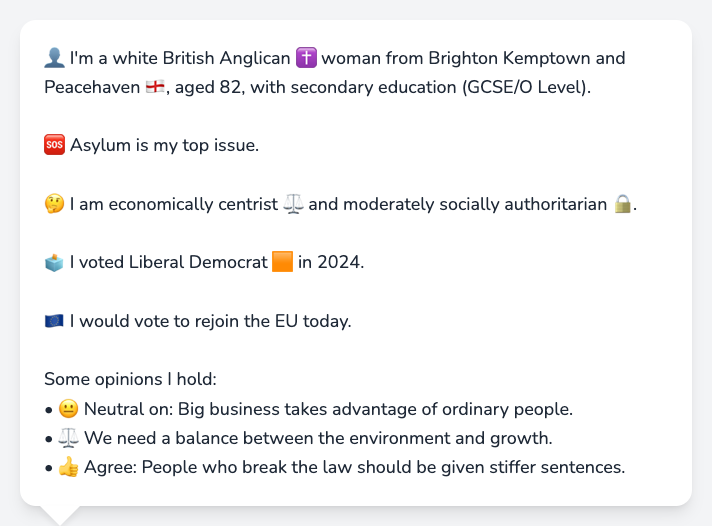 👤 I'm a white British Anglican ✝️ woman from Brighton Kemptown and
Peacehaven 🏴󠁧󠁢󠁥󠁮󠁧󠁿, aged 82, with secondary education (GCSE/O Level).
🆘 Asylum is my top issue.
🤔 I am economically centrist ⚖️ and moderately socially authoritarian 🔒.
🗳️ I voted Liberal Democrat 🟧 in 2024.
🇪🇺 I would vote to rejoin the EU today.
Some opinions I hold:
• 😐 Neutral on: Big business takes advantage of ordinary people.
• ⚖️ We need a balance between the environment and growth.
• 👍 Agree: People who break the law should be given stiffer sentences.